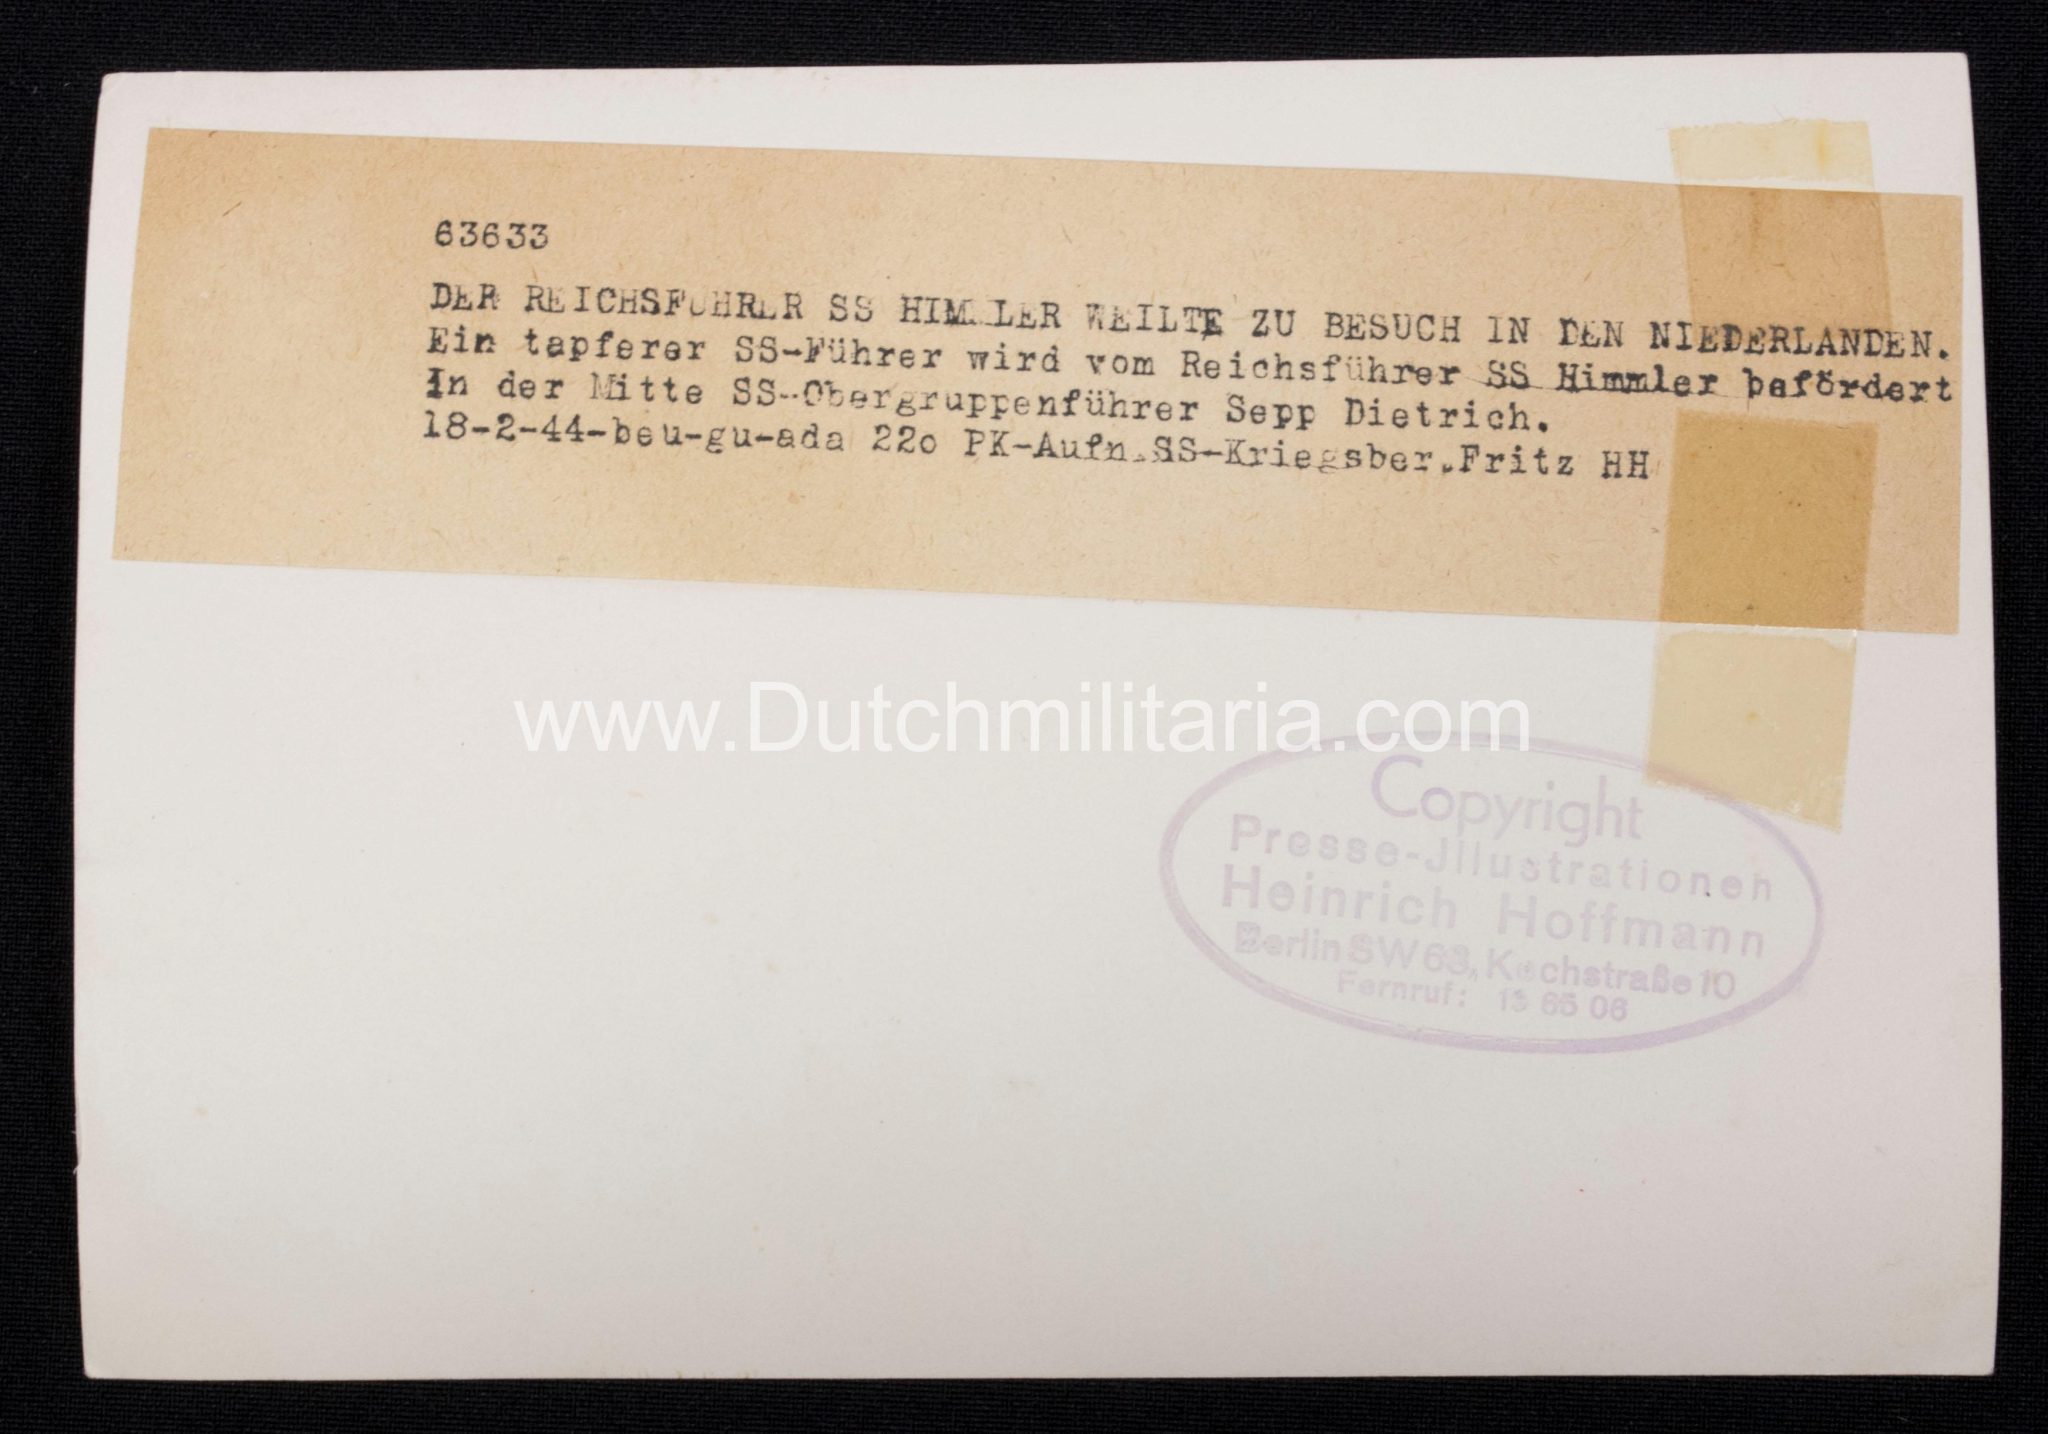 63633
DER REICHSFÜHRER SS HIMMLER WEILTE ZU BESUCH IN DEN NIEDERLANDEN.
Ein tapferer SS-Führer wird vom Reichsführer SS Himmler befördert
In der Mitte SS-Obergruppenführer Sepp Dietrich.
18-2-44-beu-gu-ada 22o PK-Aufn.SS-Kriegsber.Fritz HH
www.Dutchmilitaria.com
Copyright
Presse-Jllustrationen
Heinrich Hoffmann
Berlin SW 68, Kochstraße 10
Fernruf: 13 65 06